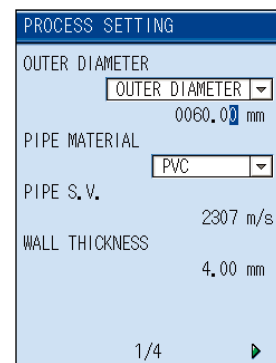 PROCESS SETTING
OUTER DIAMETER
OUTER DIAMETER
0060.00 mm
PIPE MATERIAL
PVC
PIPE S.V.
2307 m/s
WALL THICKNESS
4.00 mm
1/4